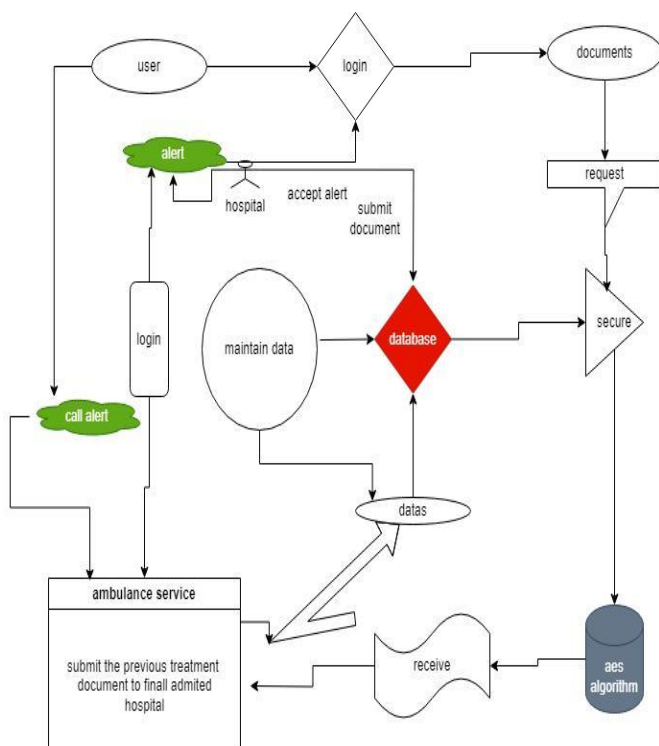 user
login
documents
alert
request
hospital
accept alert
submit
document
secure
login
maintain data
database
call alert
datas
ambulance service
submit the previous treatment
document to finall admited
hospital
receive
aes
algorithm